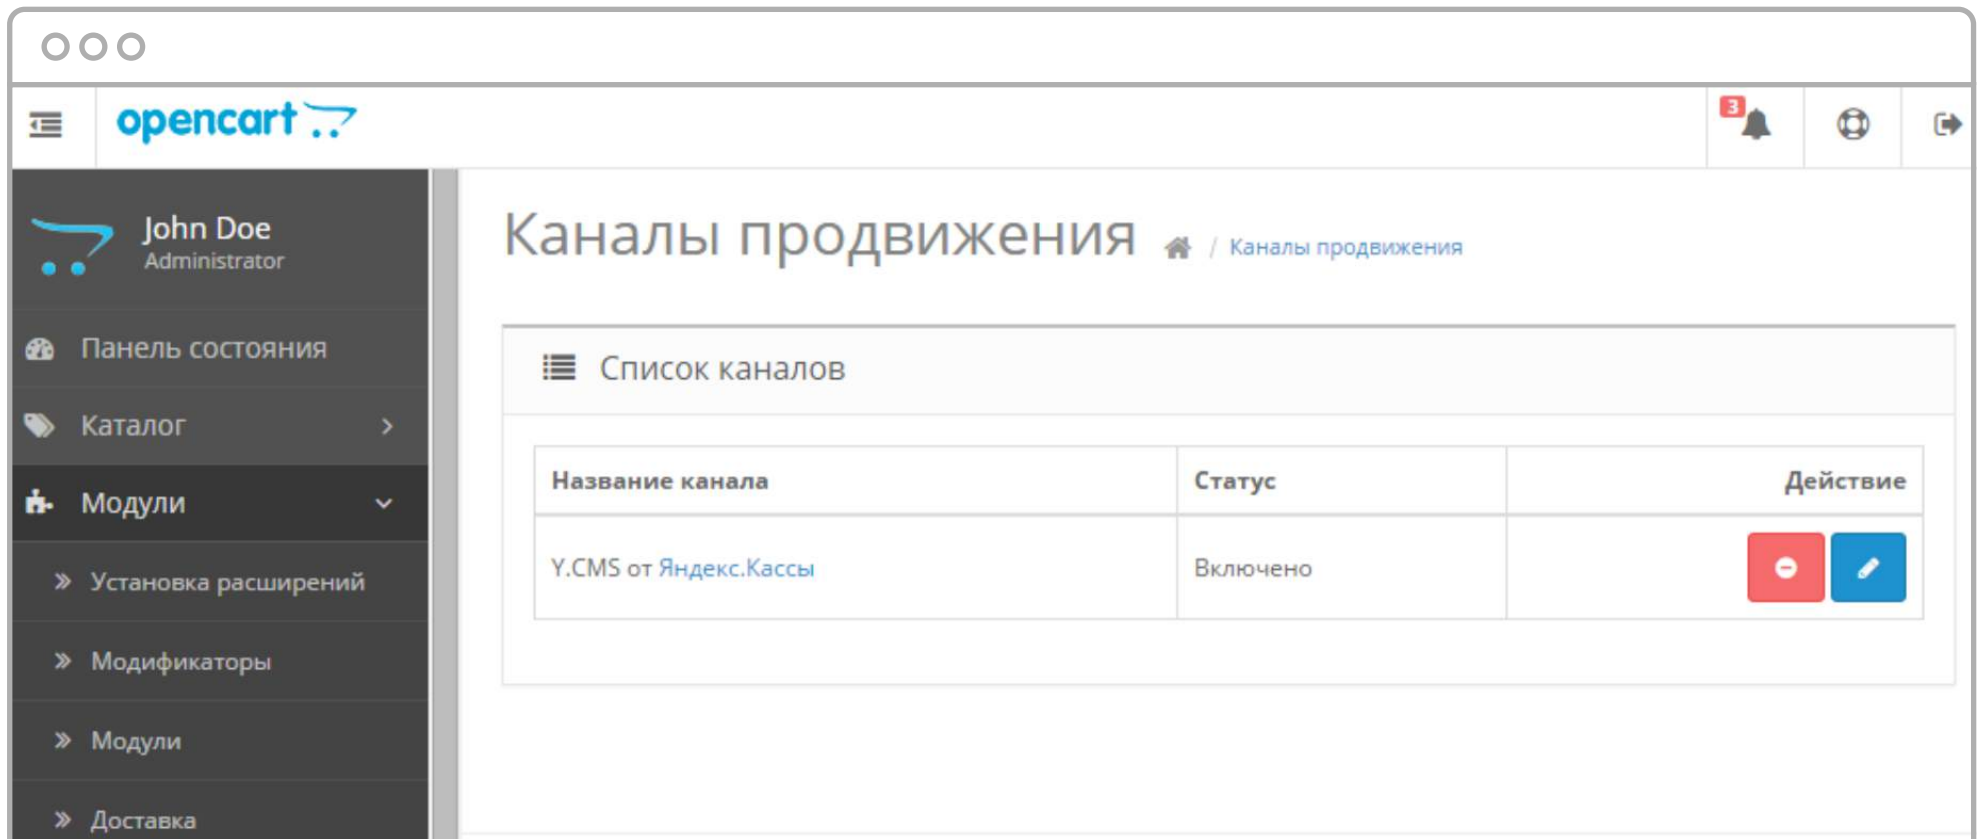 opencart
3
John Doe
Administrator
Панель состояния
Каталог
Модули
Установка расширений
Модификаторы
Модули
Доставка
Каналы продвижения
/ Каналы продвижения
Список каналов
Название канала Статус Действие
Y.CMS от Яндекс.Кассы Включено